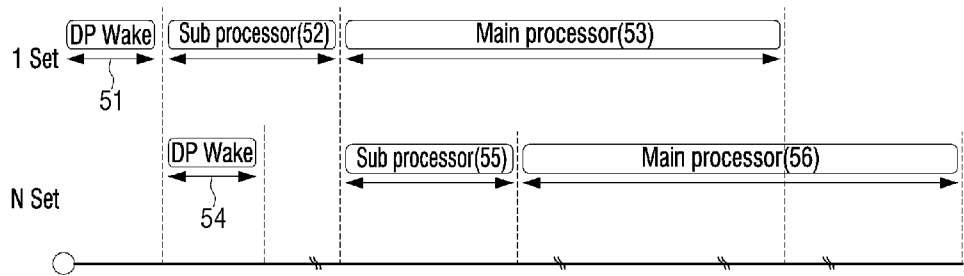 DP Wake Sub processor(52) Main processor(53)
1 Set
51
DP Wake Sub processor(55) Main processor(56)
N Set
54